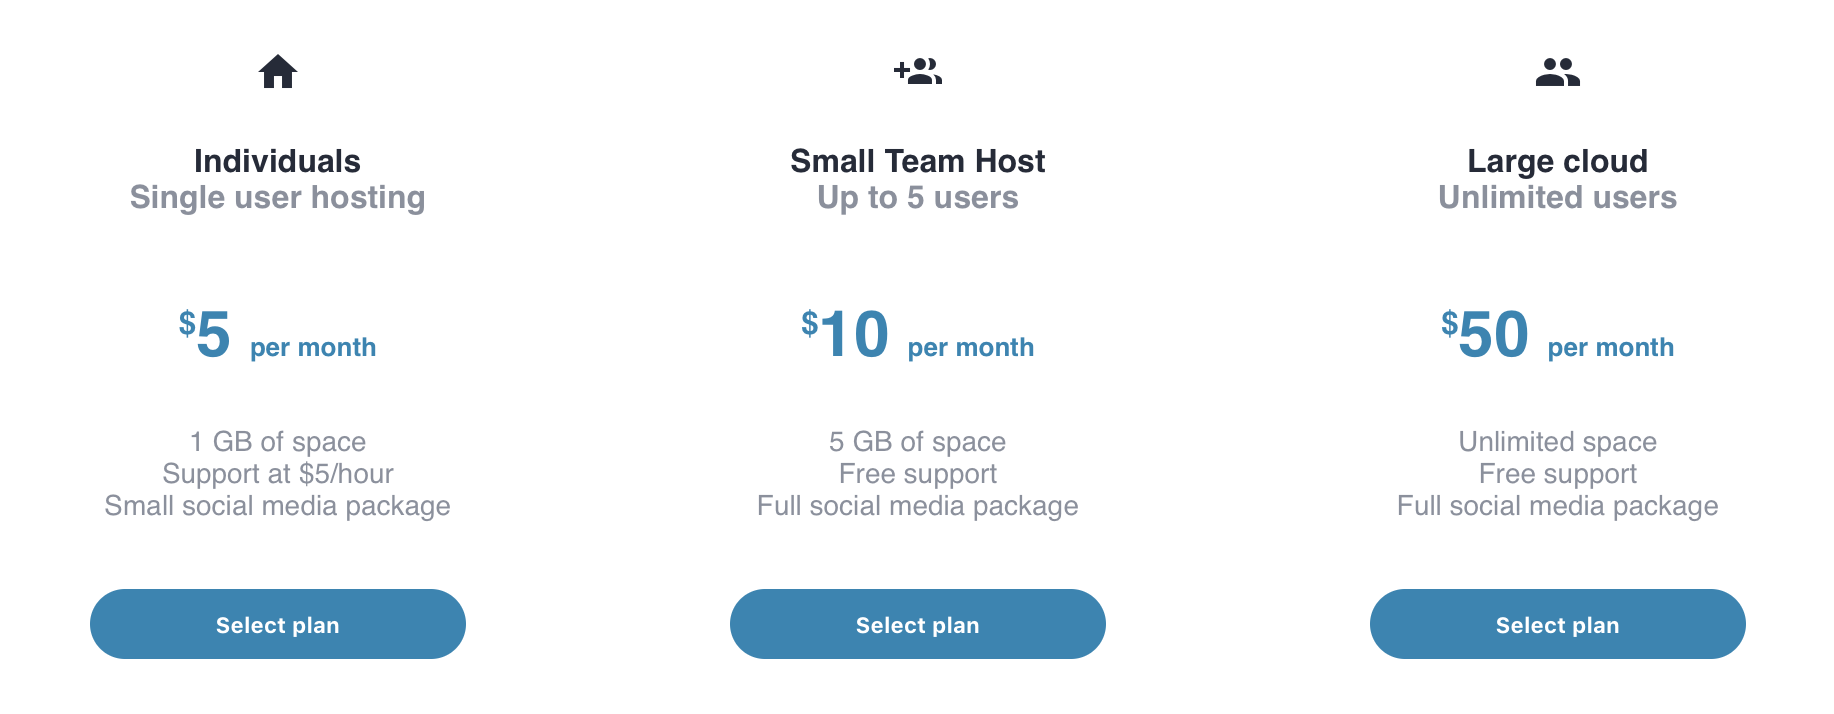 Individuals
Single user hosting
$5 per month
1 GB of space
Support at $5/hour
Small social media package
Select plan
Small Team Host
Up to 5 users
$10 per month
5 GB of space
Free support
Full social media package
Select plan
Large cloud
Unlimited users
$50 per month
Unlimited space
Free support
Full social media package
Select plan